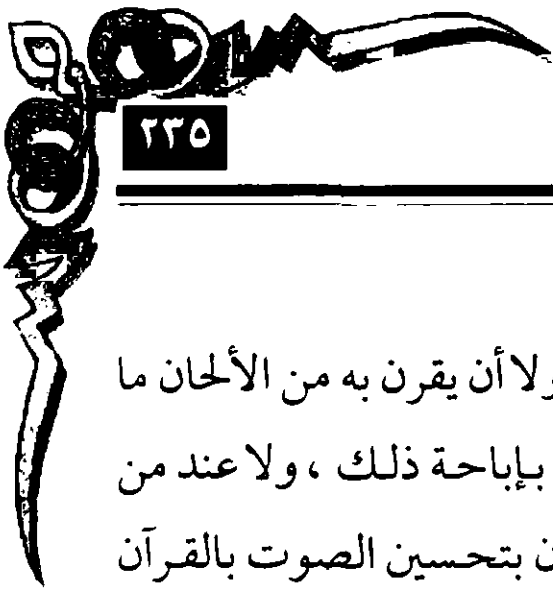 ٢٣٥
ولا أن يقرن به من الألحان ما
بإباحة ذلك ، ولا عند من
بتحسين الصوت بالقرآن